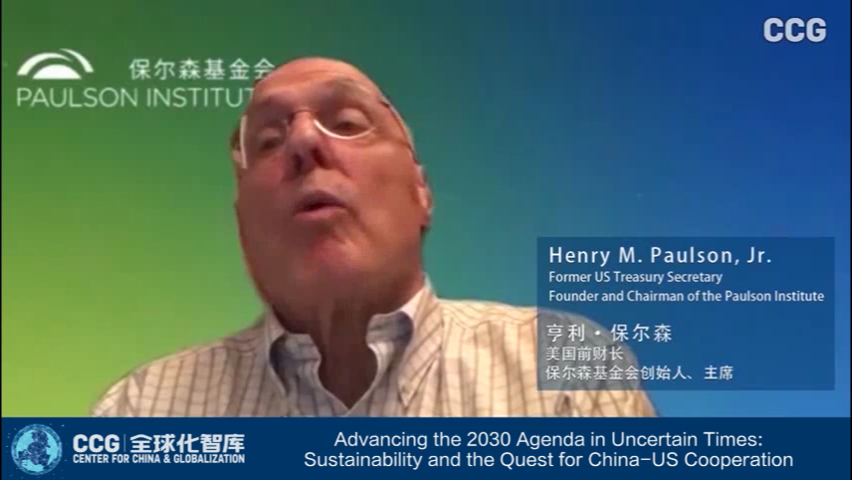 CCG
保尔森基金会
PAULSON INSTITUTE
Henry M. Paulson, Jr.
Former US Treasury Secretary
Founder and Chairman of the Paulson Institute
亨利·保尔森
美国前财长
保尔森基金会创始人、主席
CCG 全球化智库
CENTER FOR CHINA & GLOBALIZATION
Advancing the 2030 Agenda in Uncertain Times:
Sustainability and the Quest for China-US Cooperation